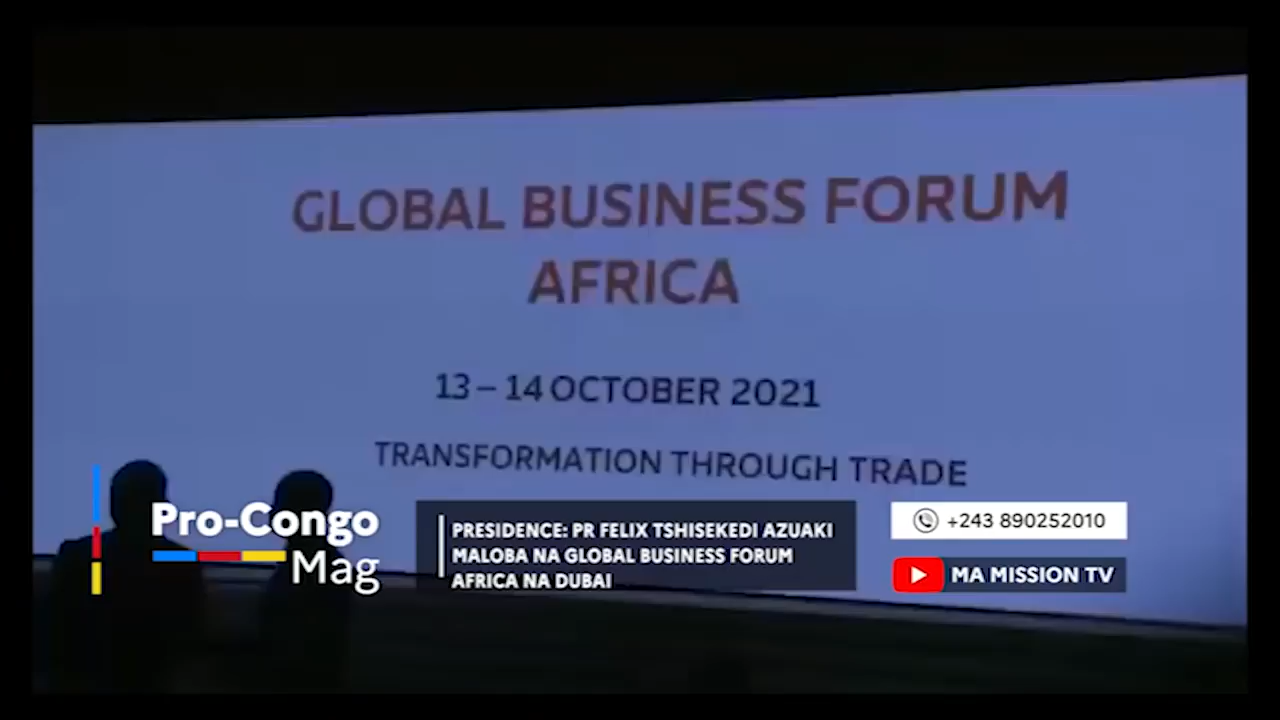 GLOBAL BUSINESS FORUM
AFRICA
13 – 14 OCTOBER 2021
TRANSFORMATION THROUGH TRADE
Pro-Congo
Mag
PRESIDENCE: PR FELIX TSHISEKEDI AZUAKI
MALOBA NA GLOBAL BUSINESS FORUM
AFRICA NA DUBAI
+243 890252010
MA MISSION TV